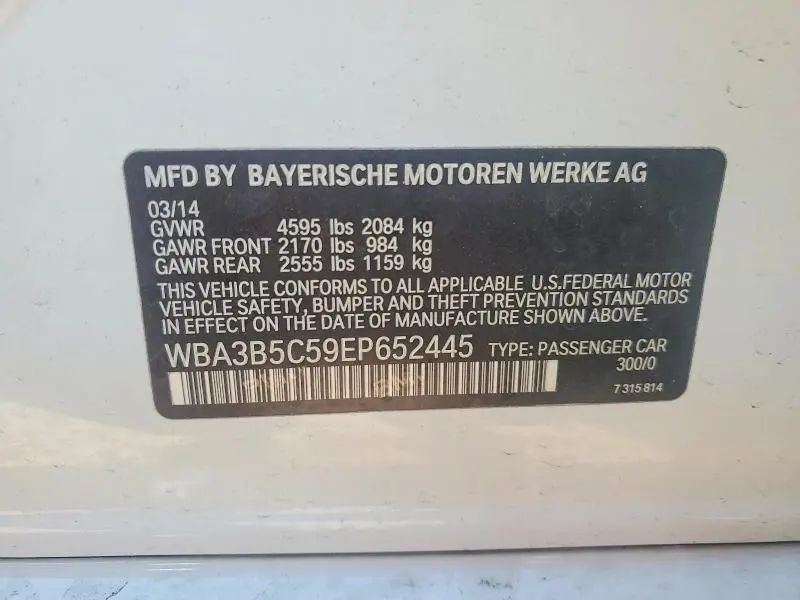 MFD BY BAYERISCHE MOTOREN WERKE AG
03/14
GVWR 4595 lbs 2084 kg
GAWR FRONT 2170 lbs 984 kg
GAWR REAR 2555 lbs 1159 kg
THIS VEHICLE CONFORMS TO ALL APPLICABLE U.S.FEDERAL MOTOR
VEHICLE SAFETY, BUMPER AND THEFT PREVENTION STANDARDS
IN EFFECT ON THE DATE OF MANUFACTURE SHOWN ABOVE.
WBA3B5C59EP652445 TYPE: PASSENGER CAR
300/0
7 315 814